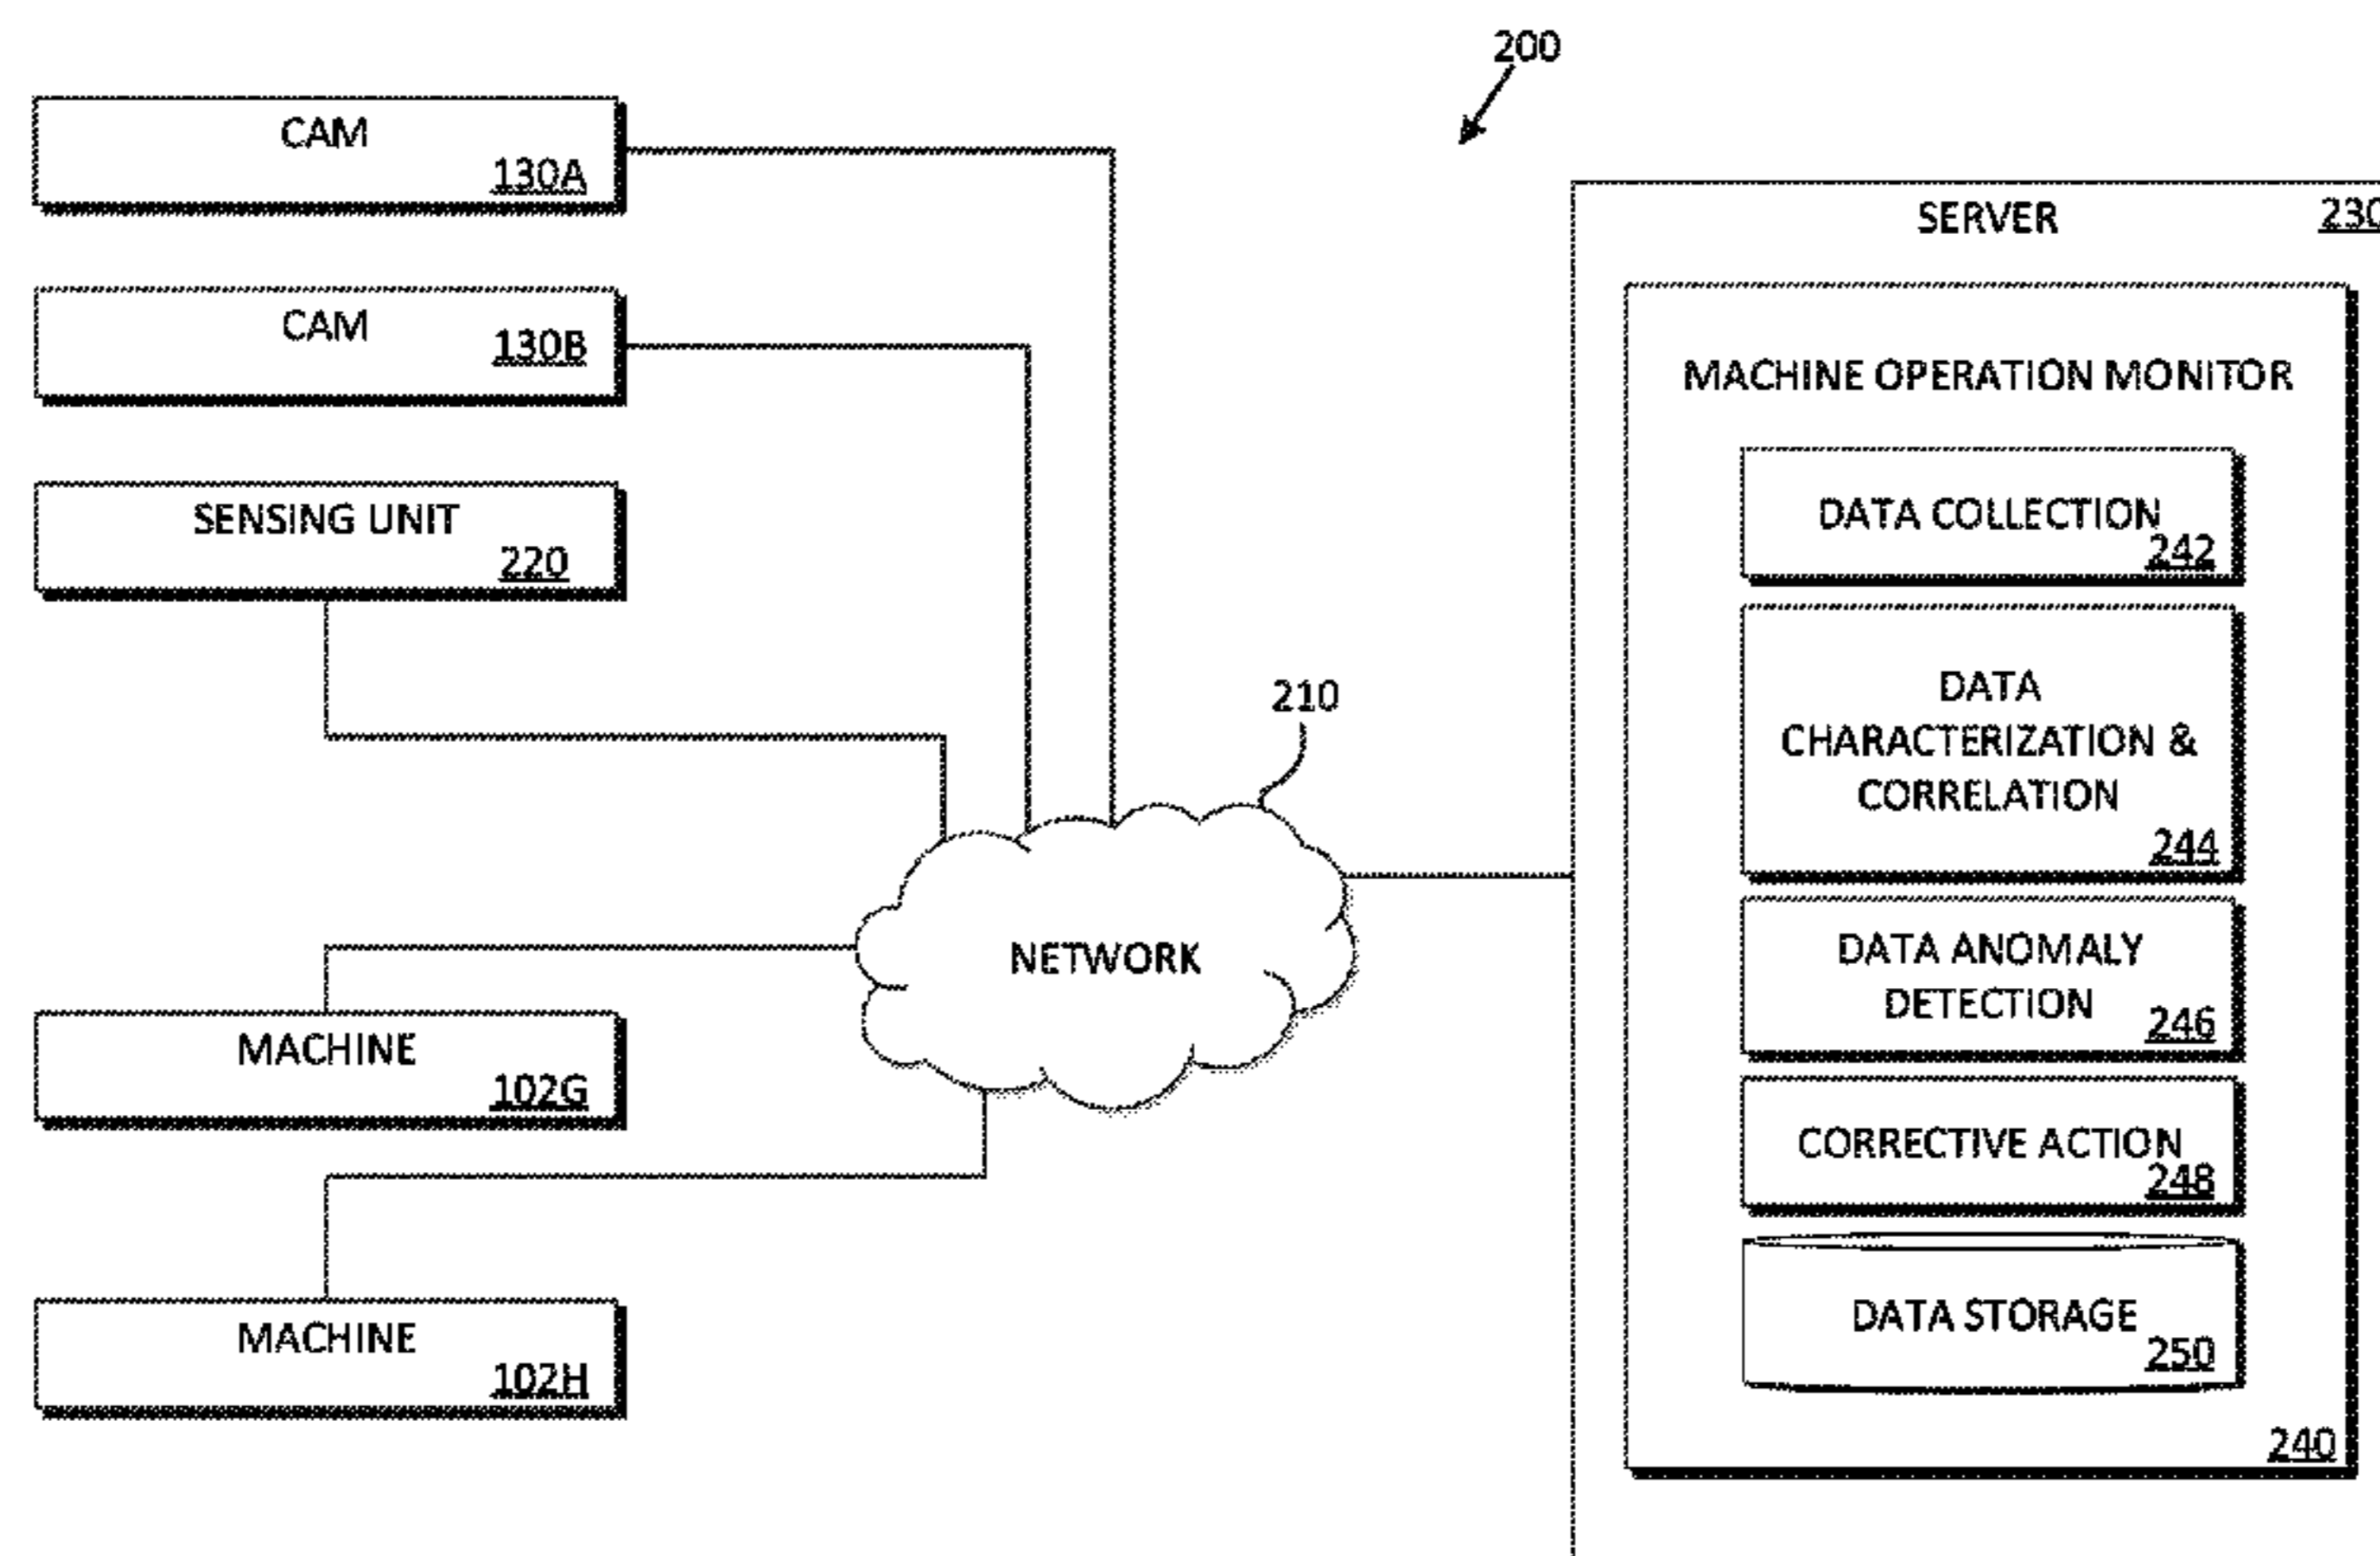 200
CAM
130A
CAM
130B
SENSING UNIT
220
MACHINE
102G
MACHINE
102H
210
NETWORK
SERVER
230
MACHINE OPERATION MONITOR
DATA COLLECTION
242
DATA
CHARACTERIZATION &
CORRELATION
244
DATA ANOMALY
DETECTION
246
CORRECTIVE ACTION
248
DATA STORAGE
250
240